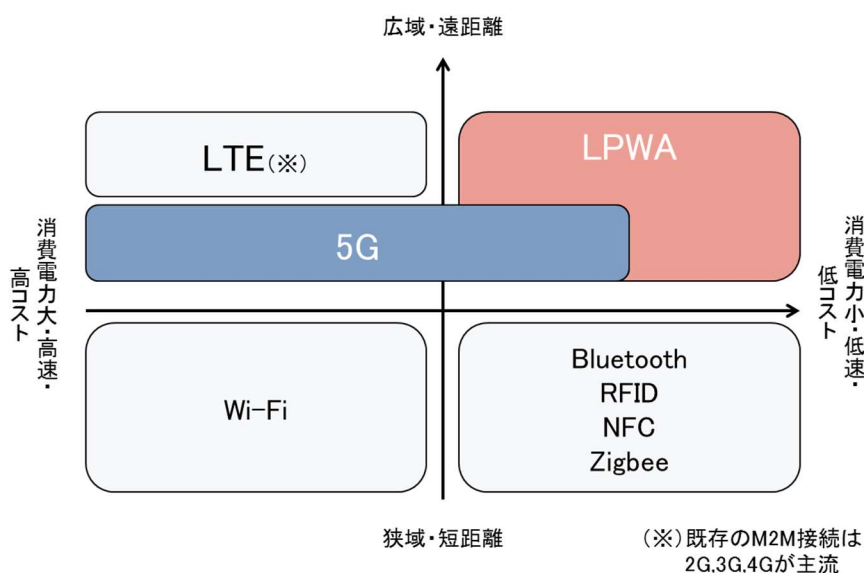 広域・遠距離
LTE(※)
LPWA
5G
消費電力大・高速・
高コスト
消費電力小・低速・
低コスト
Wi-Fi
Bluetooth
RFID
NFC
Zigbee
狭域・短距離
(※)既存のM2M接続は
2G,3G,4Gが主流